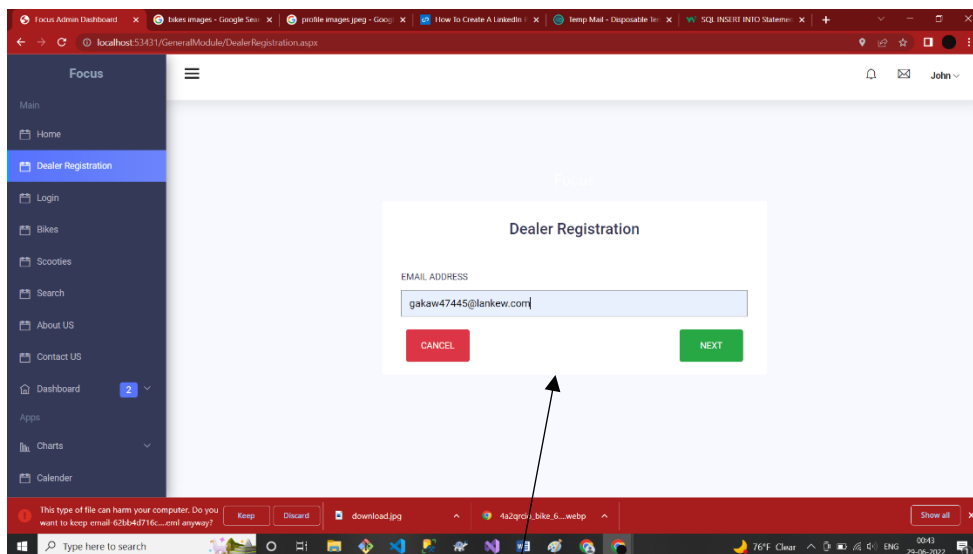 Focus Admin Dashboard
bikes images - Google Sear
profile images jpeg - Goog
How To Create A LinkedIn P
Temp Mail - Disposable Te
SQL INSERT INTO Statemen
localhost:53431/GeneralModule/DealerRegistration.aspx
Focus
John
Main
Home
Dealer Registration
Login
Bikes
Scooties
Search
About US
Contact US
Dashboard 2
Apps
Charts
Calender
Focus
Dealer Registration
EMAIL ADDRESS
gakaw47445@lankew.com
CANCEL NEXT
This type of file can harm your computer. Do you
want to keep email-62bb4d716c....eml anyway?
Keep
Discard
download.jpg
4a2qrclu_bike_6....webp
Show all
Type here to search
76°F Clear
ENG
00:43
29-06-2022